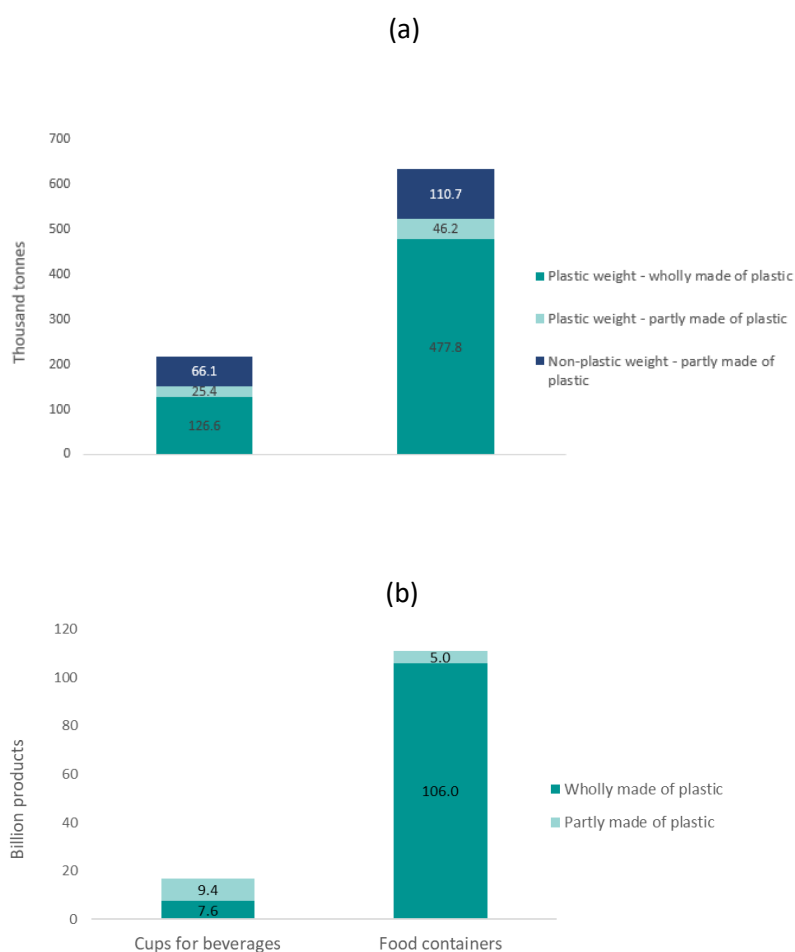 (a)
700
600
500
400
300
200
100
0
Thousand tonnes
66.1
25.4
126.6
110.7
46.2
477.8
Plastic weight - wholly made of plastic
Plastic weight - partly made of plastic
Non-plastic weight - partly made of
plastic
(b)
120
100
80
60
40
20
0
Billion products
9.4
7.6
5.0
106.0
Wholly made of plastic
Partly made of plastic
Cups for beverages
Food containers